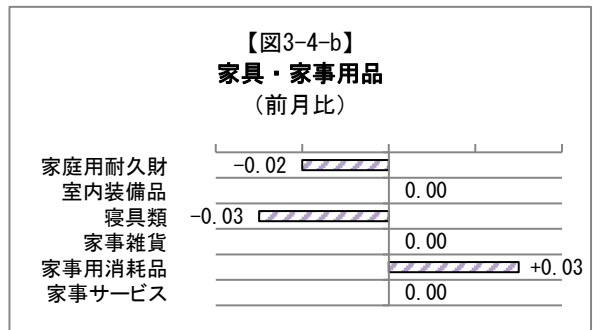 【図3-4-b】
家具・家事用品
（前月比）
家庭用耐久財 -0.02
室内装備品 0.00
寝具類 -0.03
家事雑貨 0.00
家事用消耗品 +0.03
家事サービス 0.00